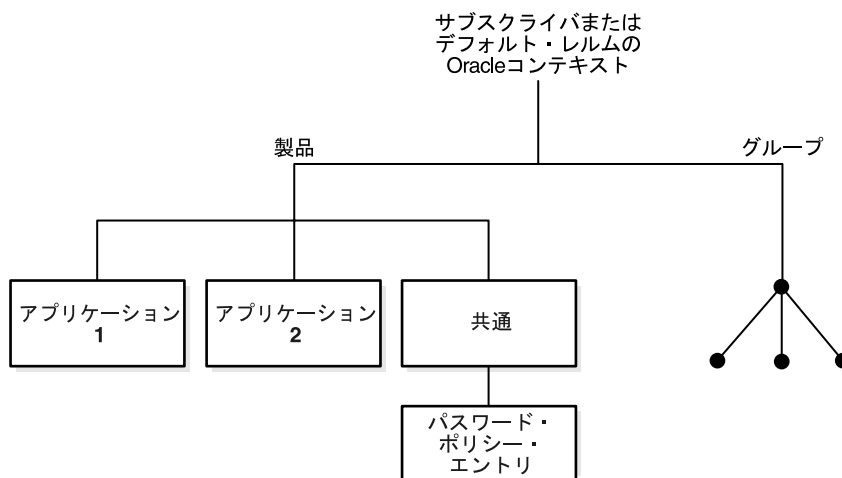 サブスクライバまたは
デフォルト・レルムの
Oracleコンテキスト
製品
グループ
アプリケーション
1
アプリケーション
2
共通
パスワード・
ポリシー・
エントリ